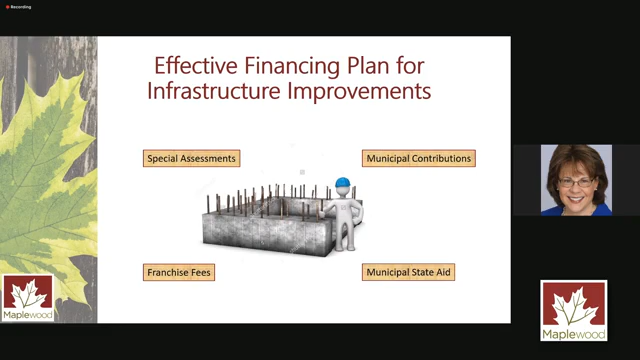 Recording
Effective Financing Plan for
Infrastructure Improvements
Special Assessments
Municipal Contributions
Franchise Fees
Municipal State Aid
Maplewood
Maplewood